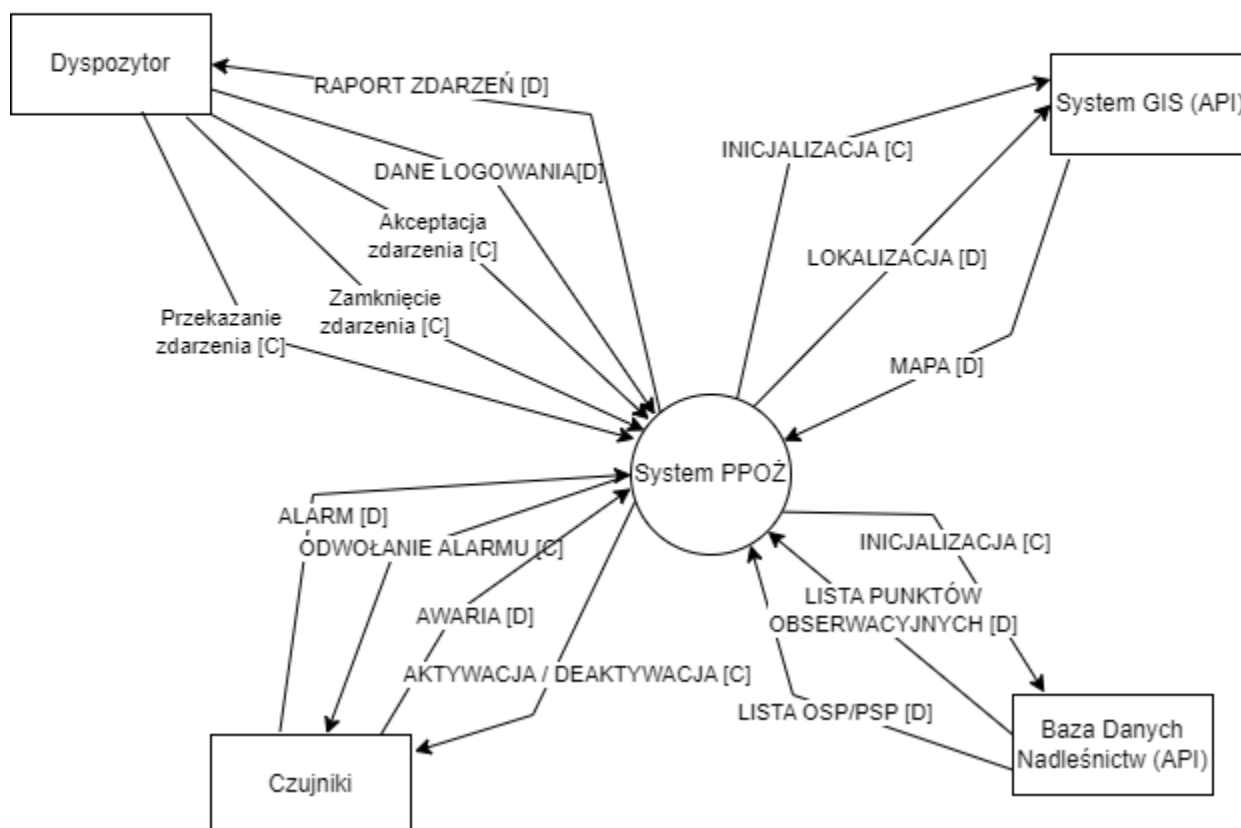 Dyspozytor
RAPORT ZDARZEŃ [D]
System GIS (API)
INICJALIZACJA [C]
DANE LOGOWANIA[D]
Akceptacja
zdarzenia [C]
LOKALIZACJA [D]
Zamknięcie
zdarzenia [C]
Przekazanie
zdarzenia [C]
MAPA [D]
System PPOŻ
ALARM [D]
ODWOŁANIE ALARMU [C]
INICJALIZACJA [C]
LISTA PUNKTÓW
OBSERWACYJNYCH [D]
AWARIA [D]
AKTYWACJA / DEAKTYWACJA [C]
LISTA OSP/PSP [D]
Baza Danych
Nadleśnictw (API)
Czujniki